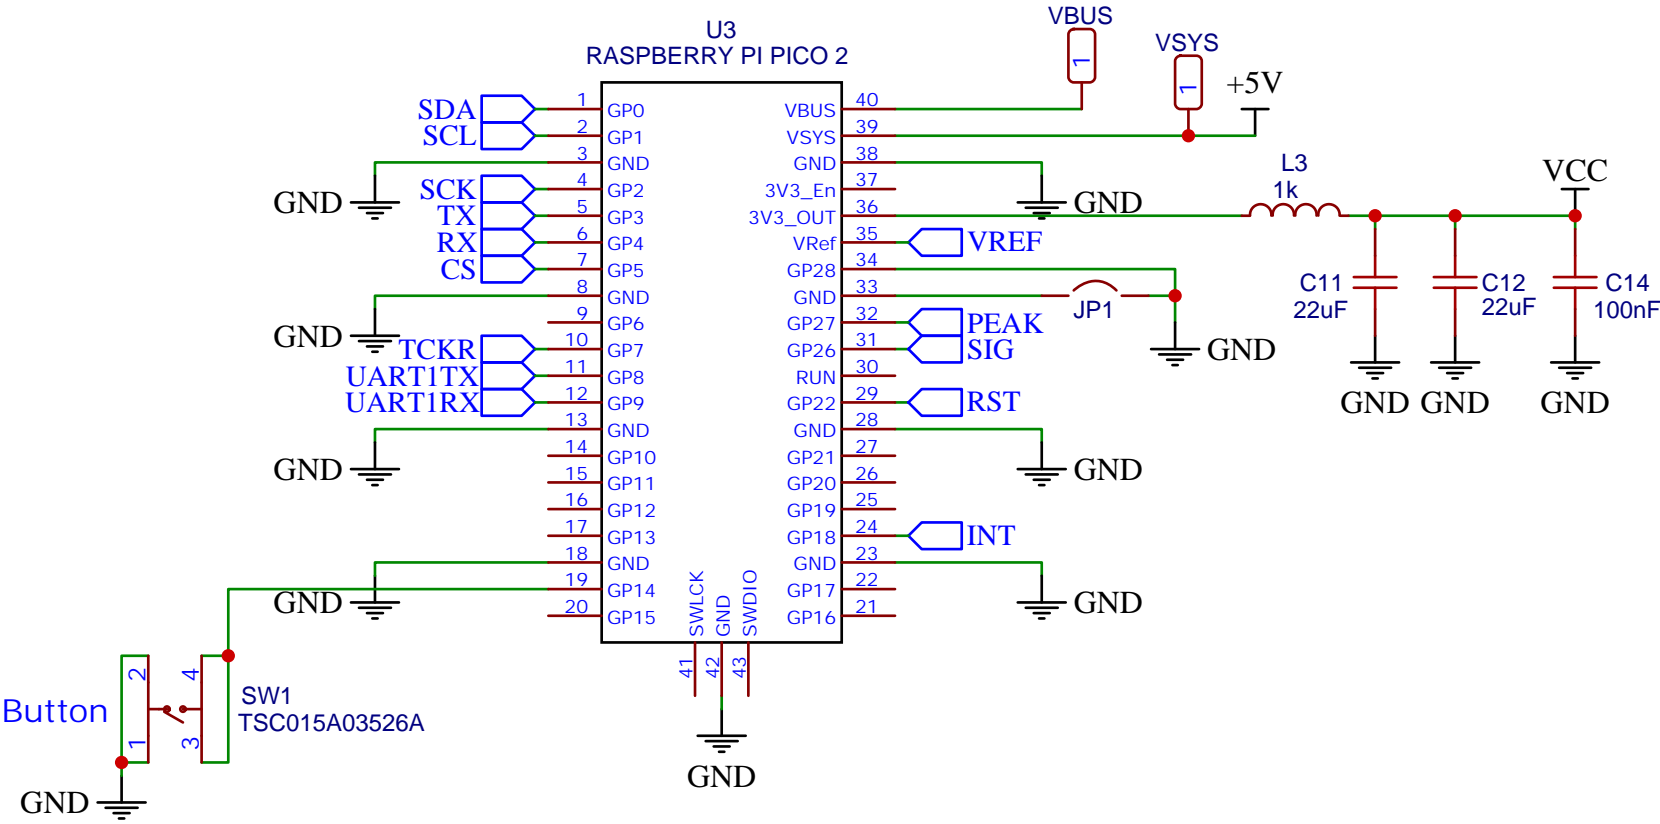 U3
RASPBERRY PI PICO 2
VBUS
1
VSYS
1
+5V
SDA 1 GP0
SCL 2 GP1
GND 3 GND
SCK 4 GP2
TX 5 GP3
RX 6 GP4
CS 7 GP5
GND 8 GND
9 GP6
TCKR 10 GP7
UART1TX 11 GP8
UART1RX 12 GP9
GND 13 GND
14 GP10
15 GP11
16 GP12
17 GP13
GND 18 GND
19 GP14
20 GP15
VBUS 40
VSYS 39
GND 38 GND
3V3_En 37
3V3_OUT 36
VRef 35 VREF
GP28 34
GND 33 JP1 GND
GP27 32 PEAK
GP26 31 SIG
RUN 30
GP22 29 RST
GND 28 GND
GP21 27
GP20 26
GP19 25
GP18 24 INT
GND 23 GND
GP17 22
GP16 21
SWLCK 41
GND 42
SWDIO 43
GND
L3
1k
VCC
C11
22uF
C12
22uF
C14
100nF
GND GND GND
Button
2 4
1 3
SW1
TSC015A03526A
GND